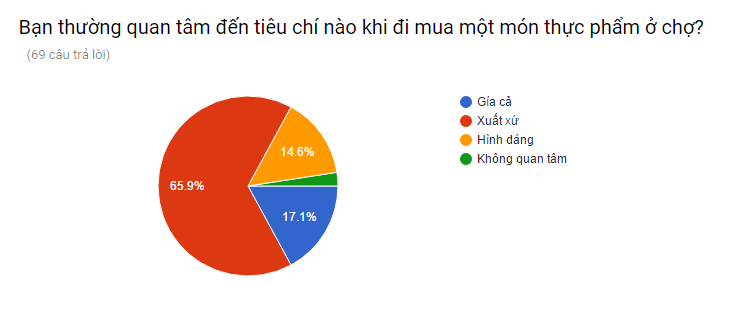 Bạn thường quan tâm đến tiêu chí nào khi đi mua một món thực phẩm ở chợ?
(69 câu trả lời)
Gía cả
Xuất xứ
Hình dáng
Không quan tâm
14.6%
65.9%
17.1%